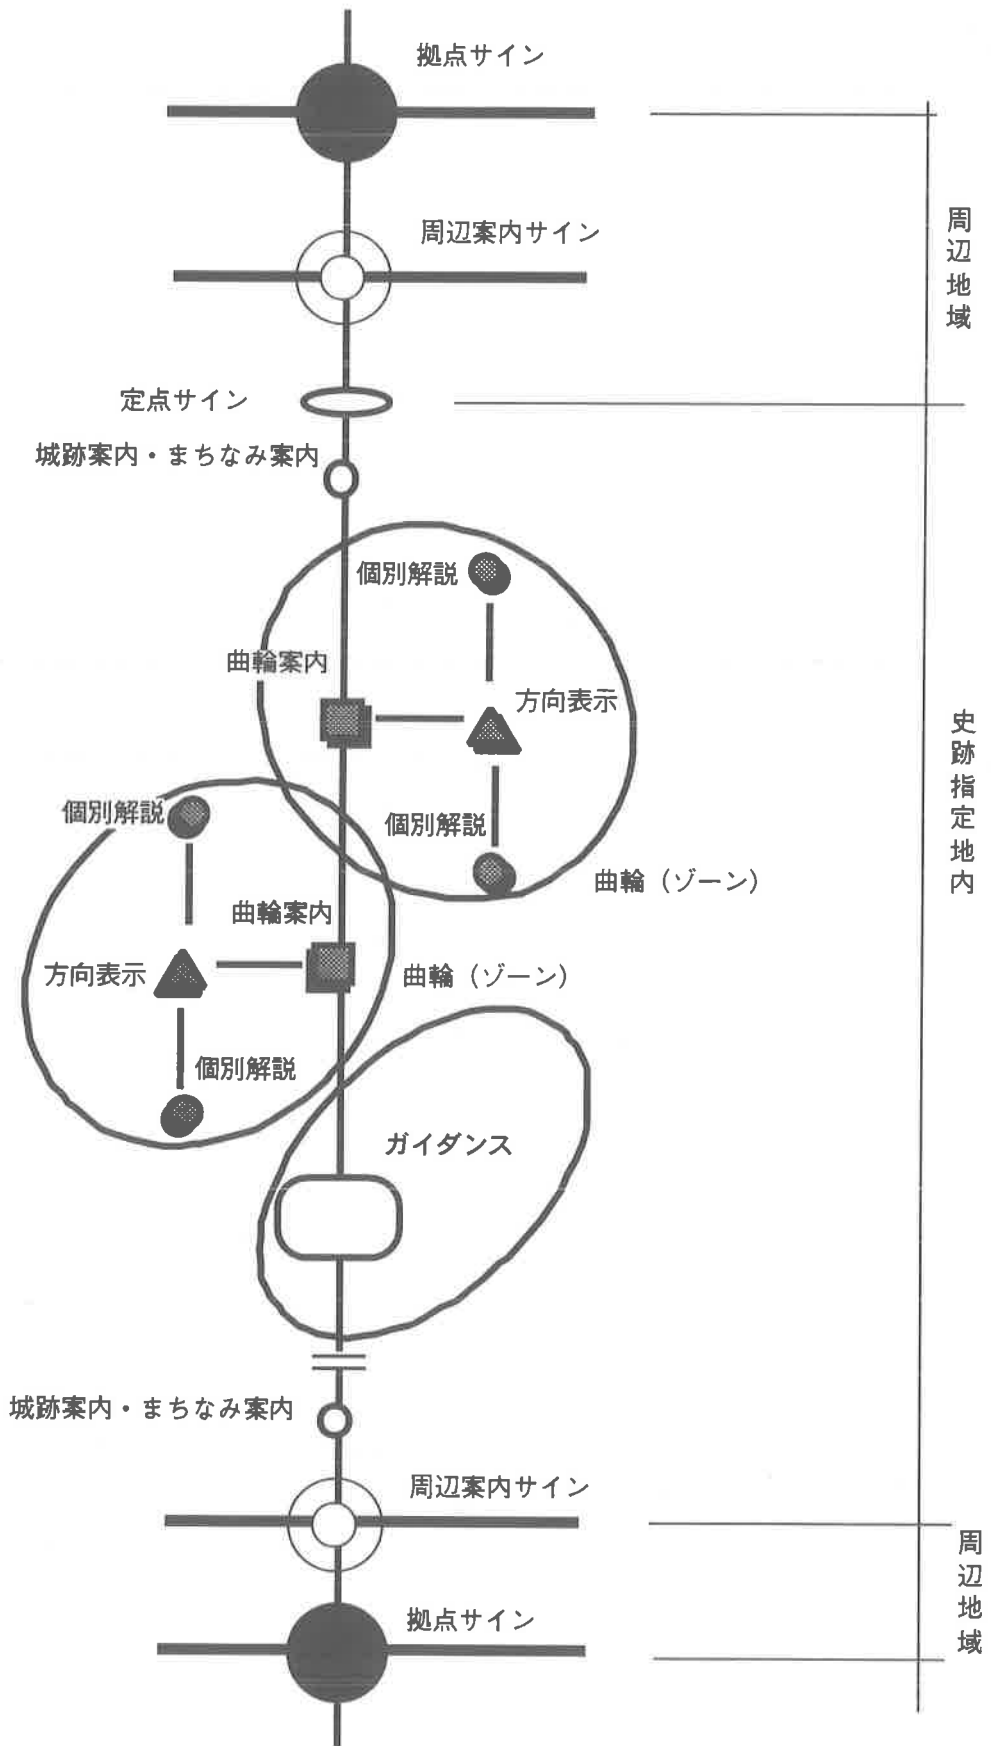 拠点サイン
周辺案内サイン
周辺地域
定点サイン
城跡案内・まちなみ案内
個別解説
曲輪案内
方向表示
史跡指定地内
個別解説
個別解説
曲輪（ゾーン）
曲輪案内
方向表示
曲輪（ゾーン）
個別解説
ガイダンス
城跡案内・まちなみ案内
周辺案内サイン
周辺地域
拠点サイン